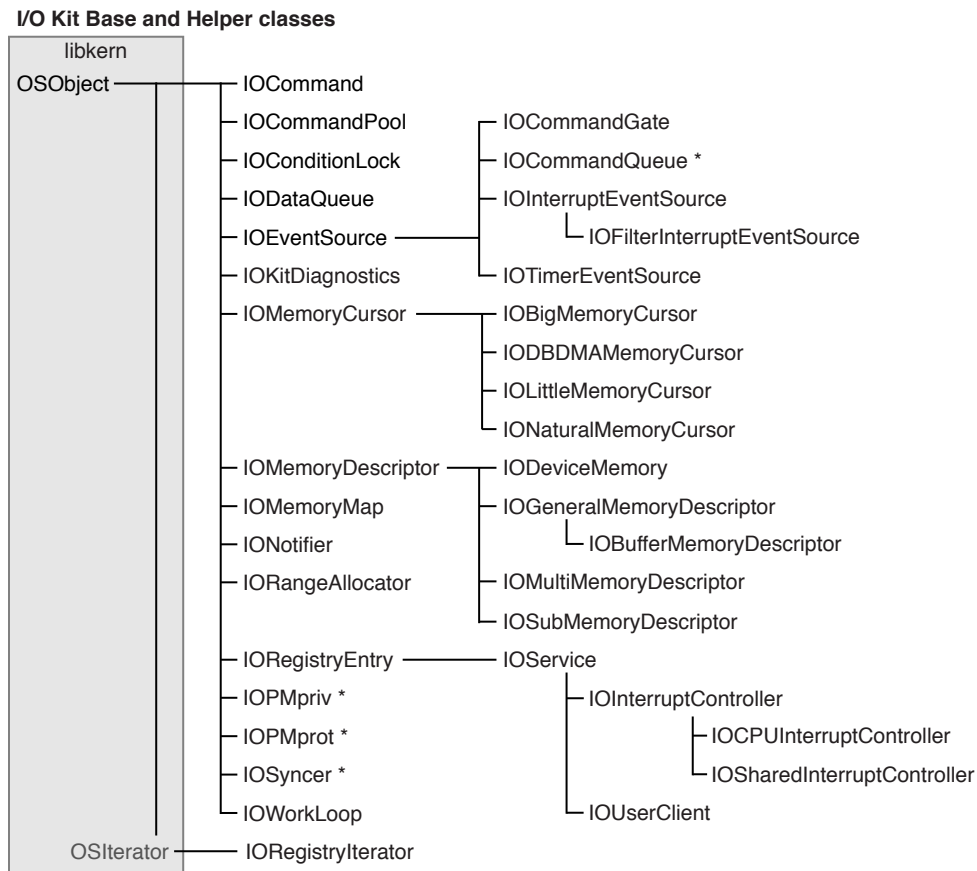 I/O Kit Base and Helper classes
libkern
OSObject
IOCommand
IOCommandPool
IOCommandGate
IOConditionLock
IOCommandQueue *
IODataQueue
IOInterruptEventSource
IOEventSource
IOFilterInterruptEventSource
IOKitDiagnostics
IOTimerEventSource
IOMemoryCursor
IOBigMemoryCursor
IODBDMAMemoryCursor
IOLittleMemoryCursor
IONaturalMemoryCursor
IOMemoryDescriptor
IODeviceMemory
IOMemoryMap
IOGeneralMemoryDescriptor
IONotifier
IOBufferMemoryDescriptor
IORangeAllocator
IOMultiMemoryDescriptor
IOSubMemoryDescriptor
IORegistryEntry
IOService
IOPMpriv *
IOInterruptController
IOPMprot *
IOCPUInterruptController
IOSyncer *
IOSharedInterruptController
IOWorkLoop
IOUserClient
OSIterator
IORegistryIterator